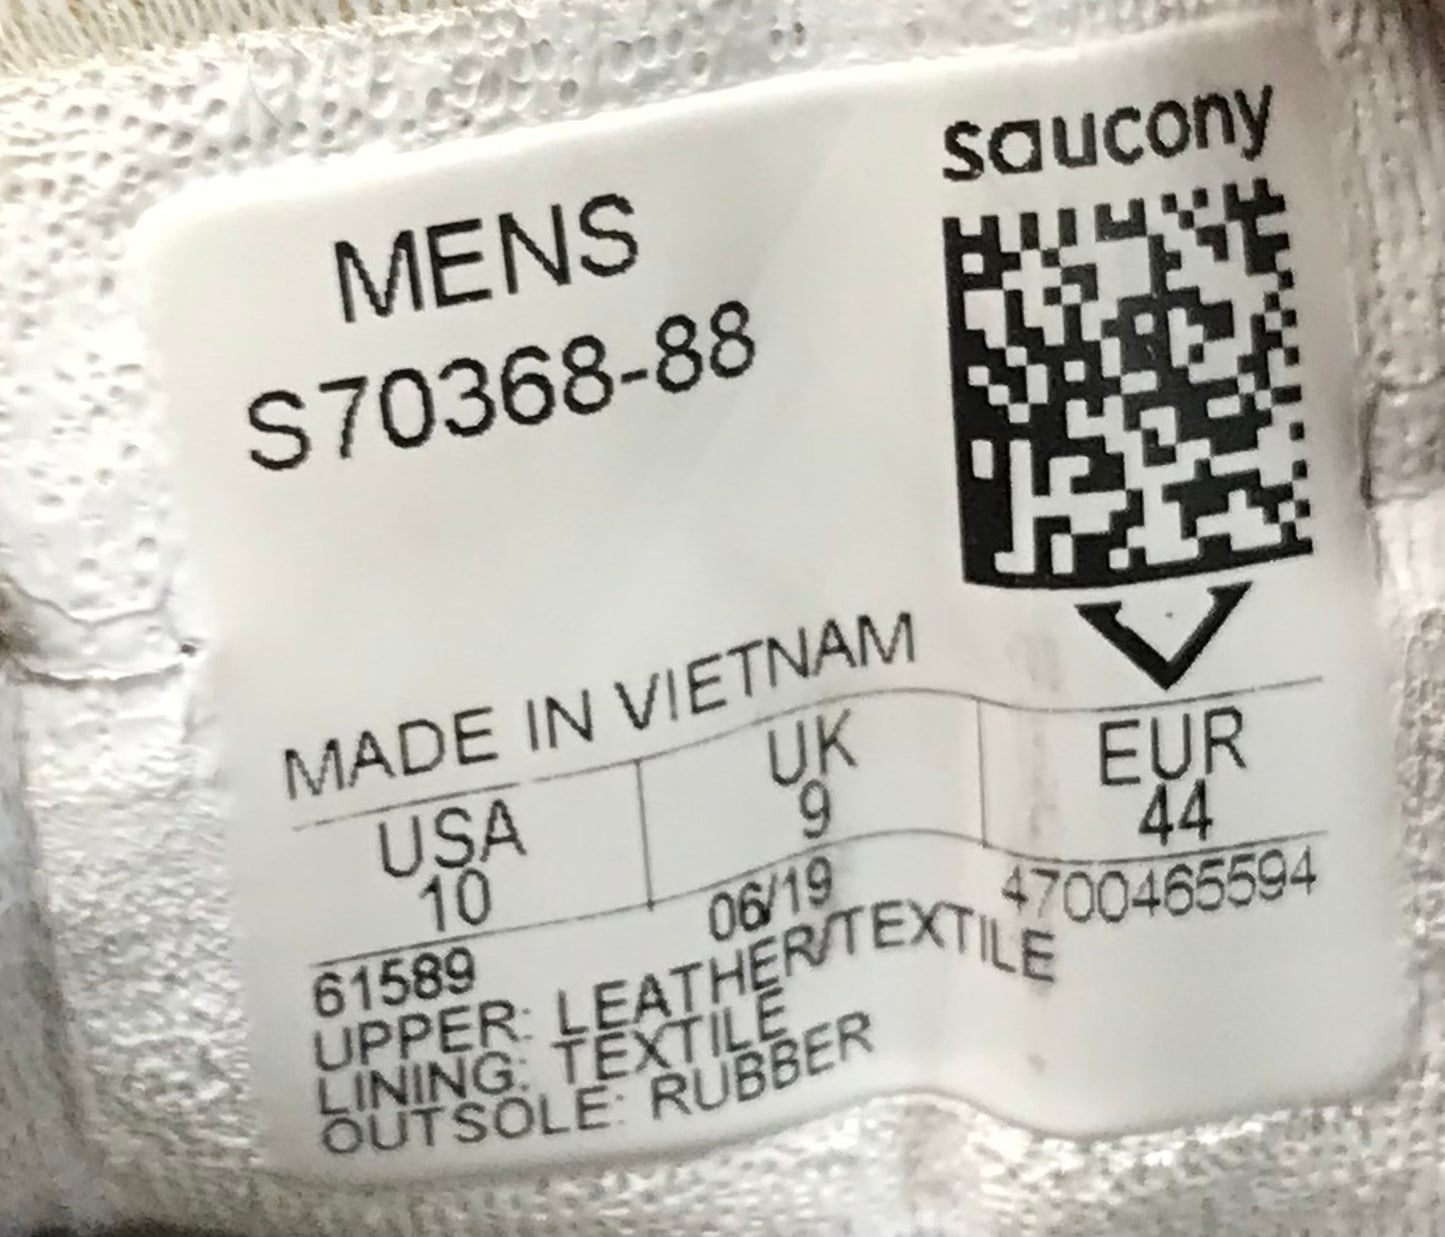 saucony
MENS
S70368-88
MADE IN VIETNAM
USA UK EUR
10 9 44
61589 06/19 4700465594
UPPER: LEATHER/TEXTILE
LINING: TEXTILE
OUTSOLE: RUBBER